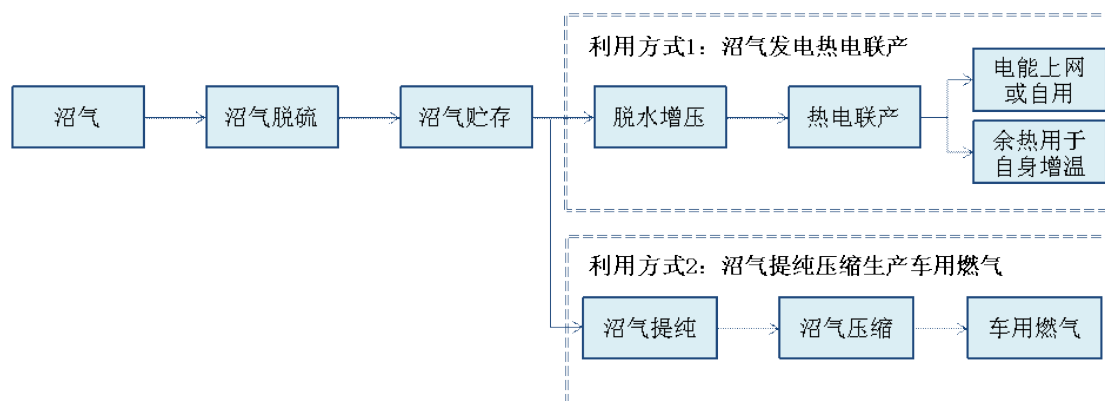 利用方式1：沼气发电热电联产
沼气
沼气脱硫
沼气贮存
脱水增压
热电联产
电能上网
或自用
余热用于
自身增温
利用方式2：沼气提纯压缩生产车用燃气
沼气提纯
沼气压缩
车用燃气